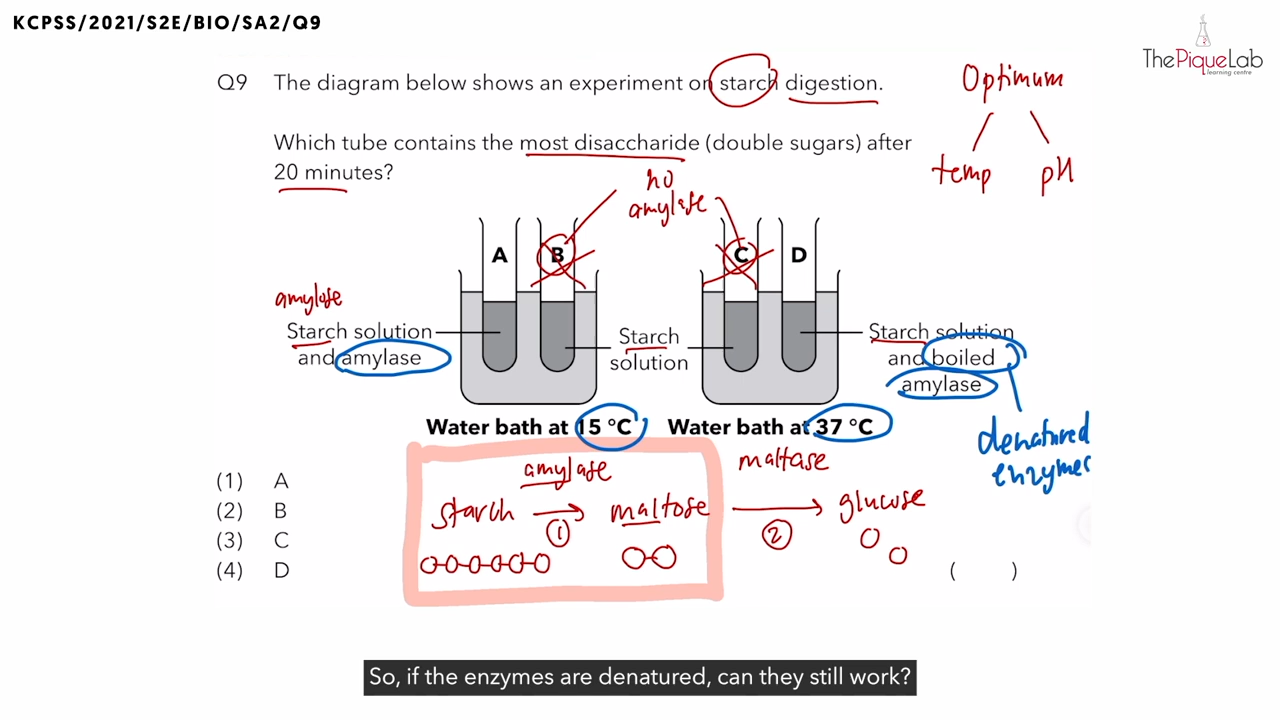 KCPSS/2021/S2E/BIO/SA2/Q9
ThePiqueLab
learning centre
Q9 The diagram below shows an experiment on starch digestion.
Optimum
temp pH
Which tube contains the most disaccharide (double sugars) after
20 minutes?
no
amylase
A B C D
amylose
Starch solution
and amylase
Starch
solution
Starch solution
and boiled
amylase
denatured
enzymes
Water bath at 15 °C
Water bath at 37 °C
(1) A
(2) B
(3) C
(4) D
amylase maltase
starch maltose glucose
1 2
( )
So, if the enzymes are denatured, can they still work?